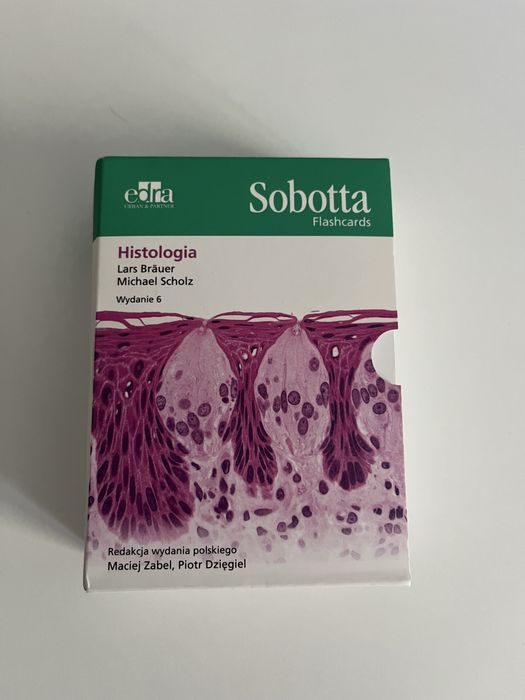 edra
URBAN & PARTNER
Sobotta
Flashcards
Histologia
Lars Bräuer
Michael Scholz
Wydanie 6
Redakcja wydania polskiego
Maciej Zabel, Piotr Dzięgiel